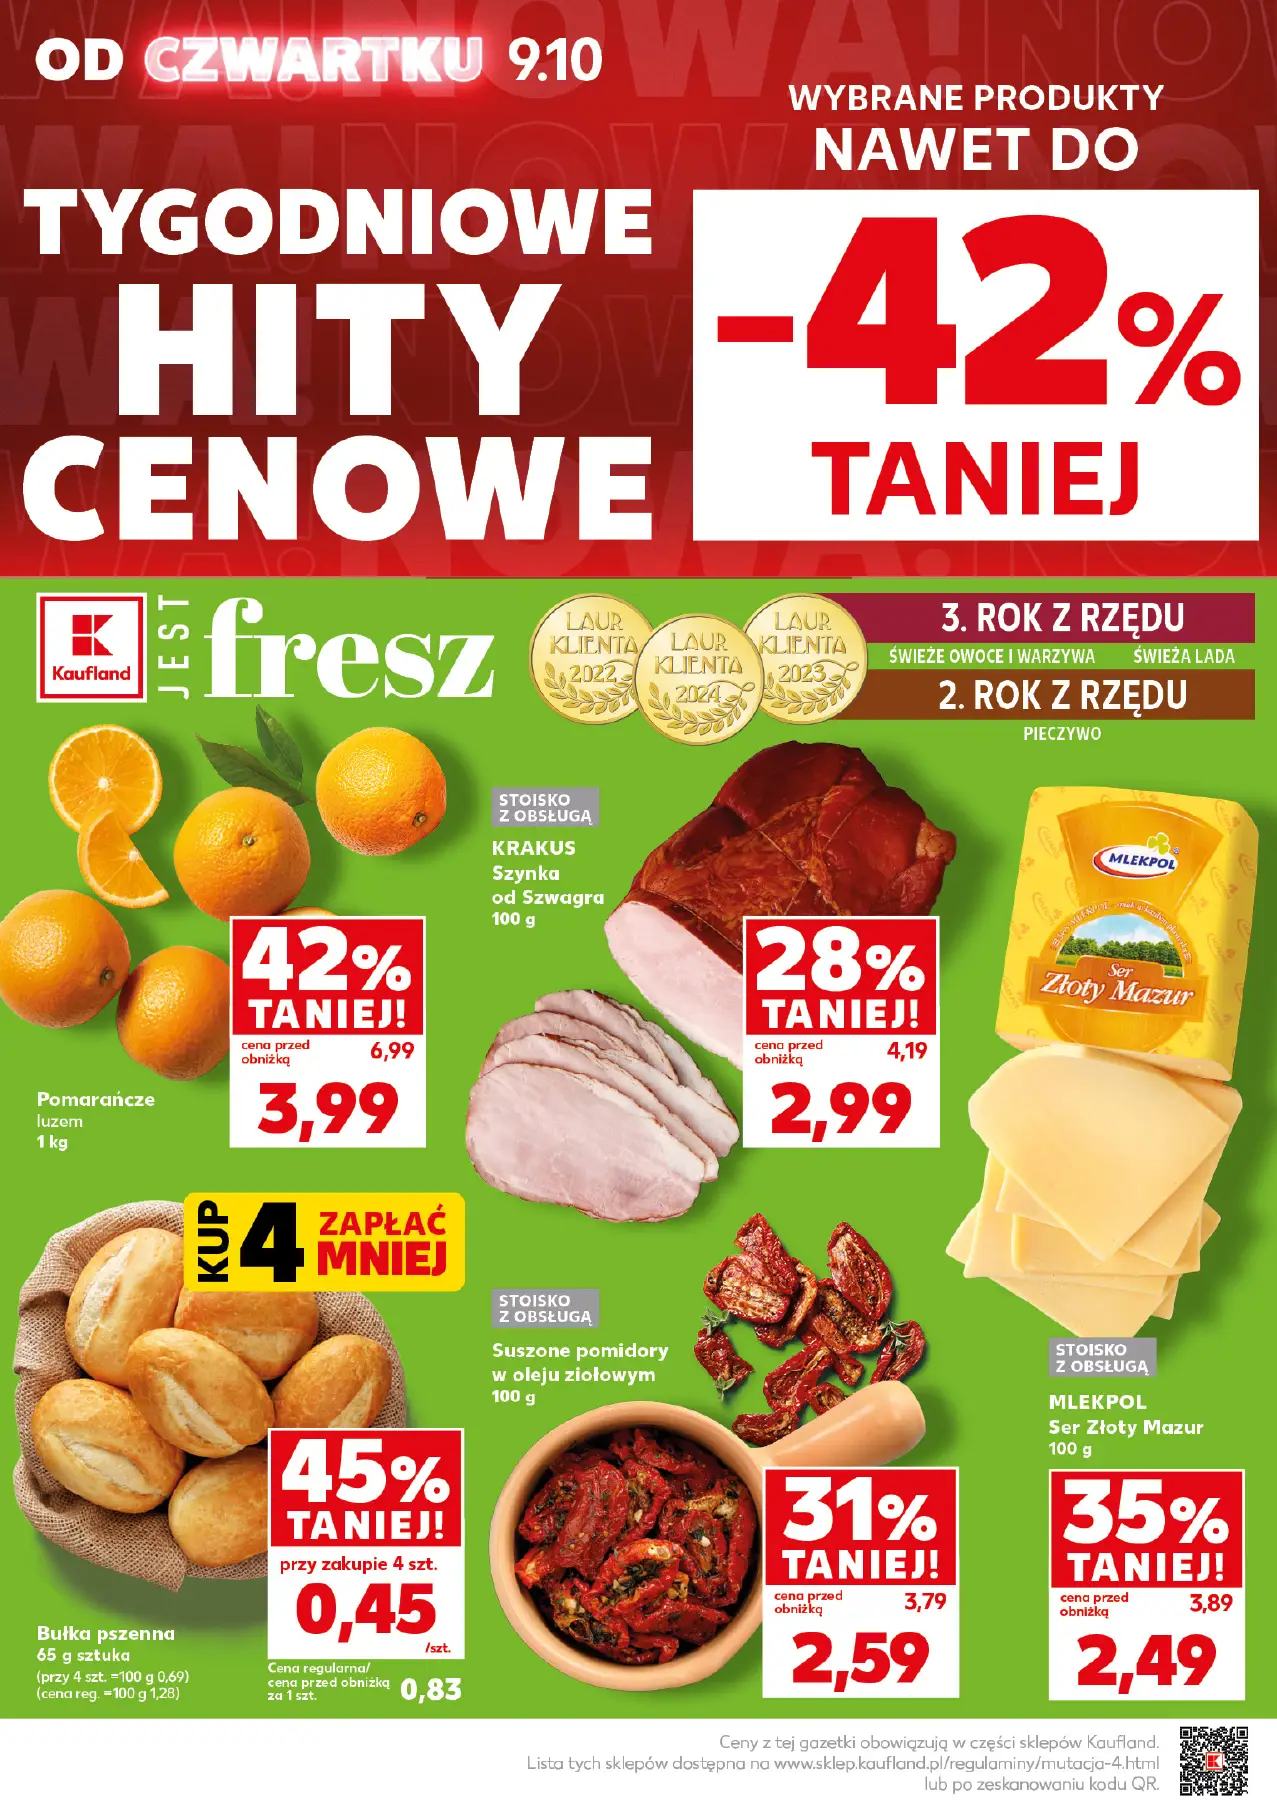 OD CZWARTKU 9.10
WYBRANE PRODUKTY
NAWET DO
-42%
TANIEJ
TYGODNIOWE
HITY
CENOWE
Kaufland
JEST
fresz
LAUR
KLIENTA
2022
LAUR
KLIENTA
2024
LAUR
KLIENTA
2023
3. ROK Z RZĘDU
ŚWIEŻE OWOCE I WARZYWA ŚWIEŻA LADA
2. ROK Z RZĘDU
PIECZYWO
42%
TANIEJ!
cena przed
obniżką
6,99
3,99
Pomarańcze
luzem
1 kg
STOISKO
Z OBSŁUGĄ
KRAKUS
Szynka
od Szwagra
100 g
28%
TANIEJ!
cena przed
obniżką
4,19
2,99
MLEKPOL
Ser
Złoty Mazur
STOISKO
Z OBSŁUGĄ
MLEKPOL
Ser Złoty Mazur
100 g
35%
TANIEJ!
cena przed
obniżką
3,89
2,49
KUP
4
ZAPŁAĆ
MNIEJ
45%
TANIEJ!
przy zakupie 4 szt.
0,45
/szt.
Cena regularna/
cena przed obniżką
za 1 szt.
0,83
Bułka pszenna
65 g sztuka
(przy 4 szt. =100 g 0,69)
(cena reg. =100 g 1,28)
STOISKO
Z OBSŁUGĄ
Suszone pomidory
w oleju ziołowym
100 g
31%
TANIEJ!
cena przed
obniżką
3,79
2,59
Ceny z tej gazetki obowiązują w części sklepów Kaufland.
Lista tych sklepów dostępna na www.sklep.kaufland.pl/regulaminy/mutacja-4.html
lub po zeskanowaniu kodu QR.